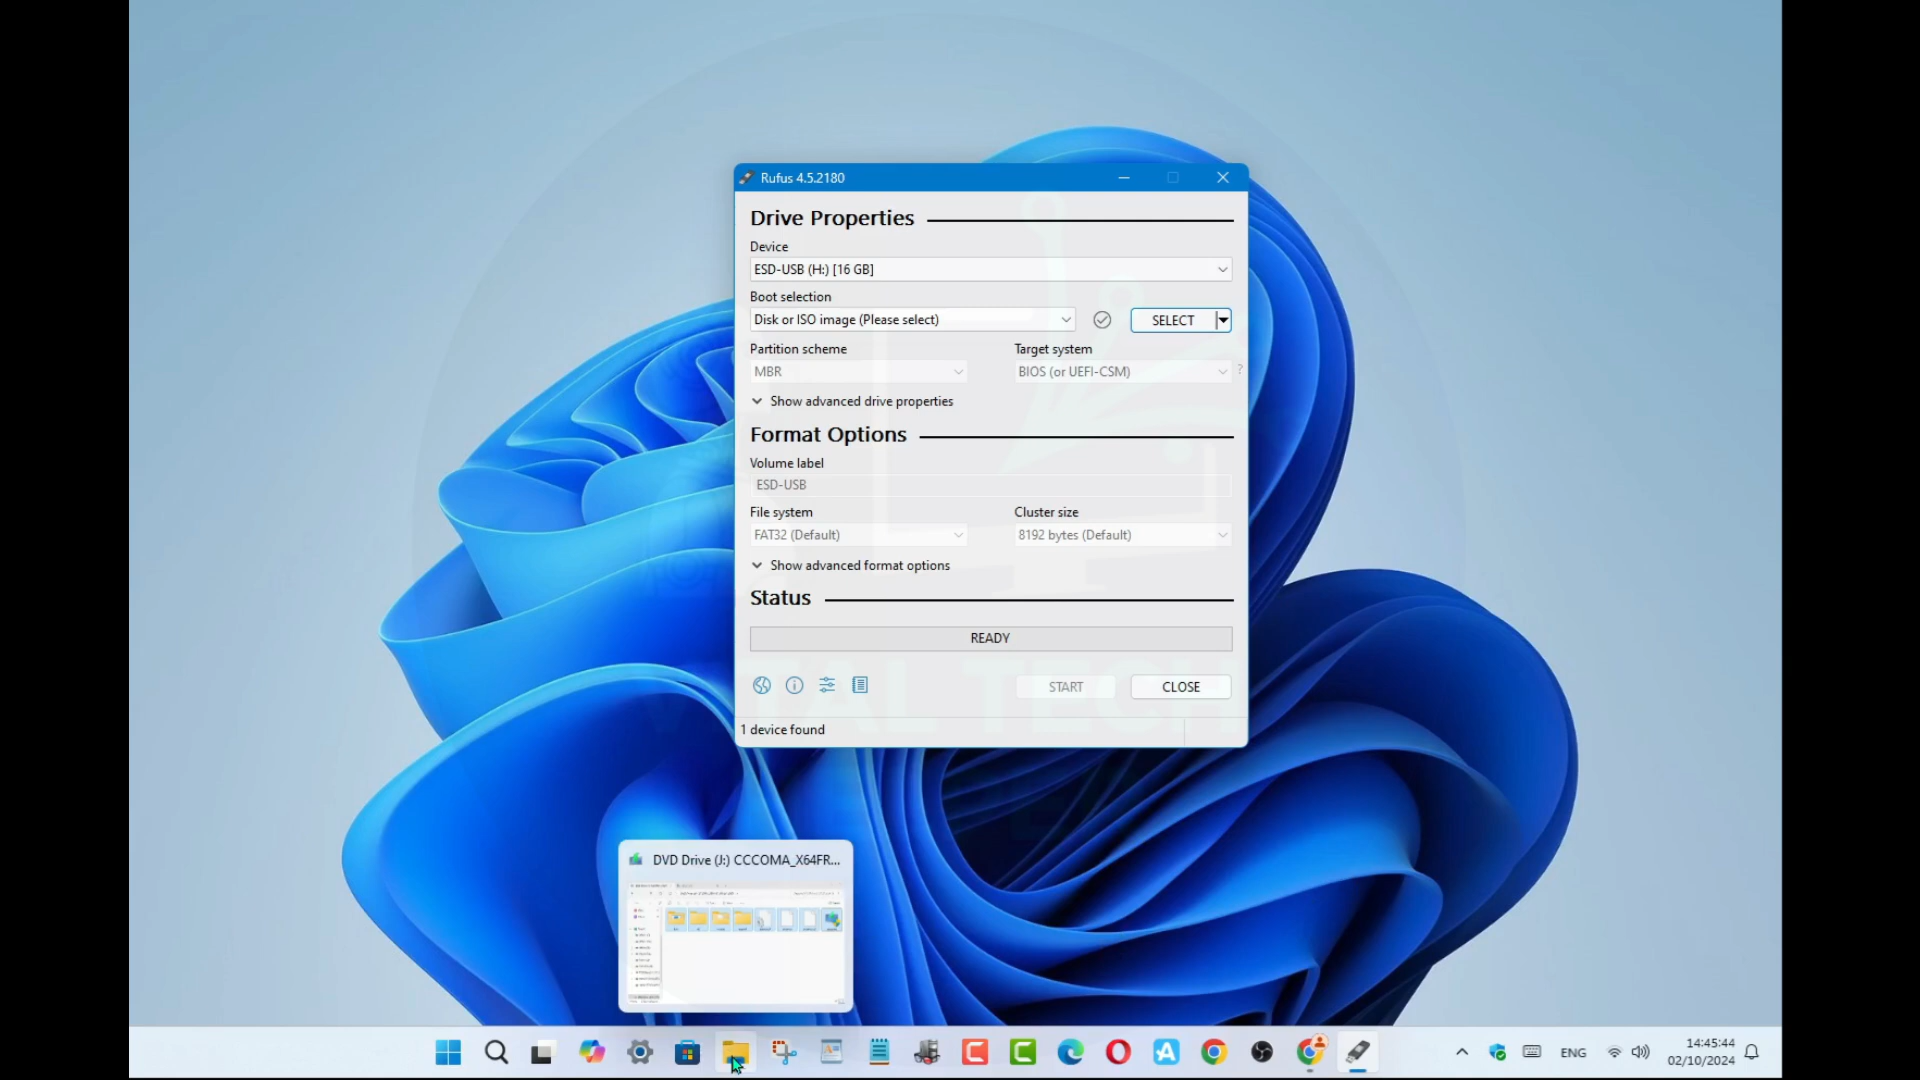 Rufus 4.5.2180
Drive Properties
Device
ESD-USB (H:) [16 GB]
Boot selection
Disk or ISO image (Please select)
SELECT
Partition scheme
Target system
MBR
BIOS (or UEFI-CSM)
?
Show advanced drive properties
Format Options
Volume label
ESD-USB
File system
Cluster size
FAT32 (Default)
8192 bytes (Default)
Show advanced format options
Status
READY
VITAL TECH
START
CLOSE
1 device found
DVD Drive (J:) CCCOMA_X64FR...
ENG
14:45:44
02/10/2024